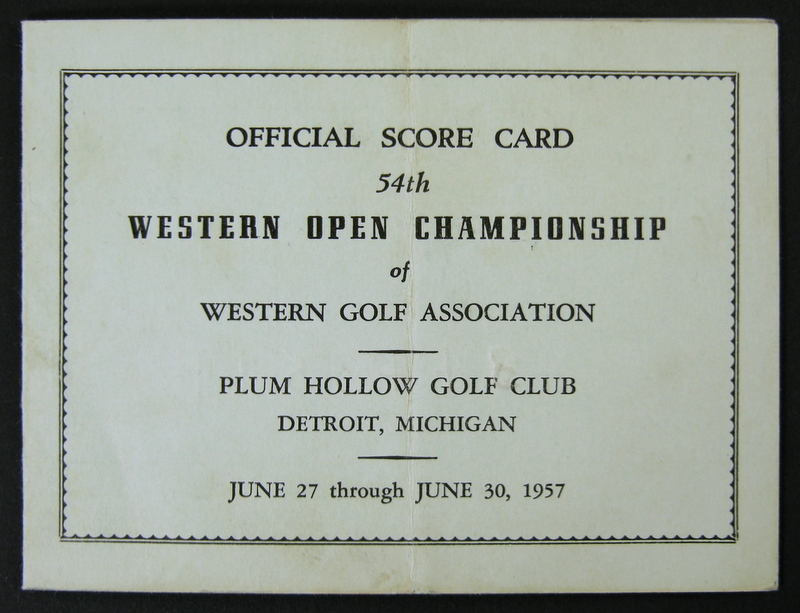 OFFICIAL SCORE CARD
54th
WESTERN OPEN CHAMPIONSHIP
of
WESTERN GOLF ASSOCIATION
PLUM HOLLOW GOLF CLUB
DETROIT, MICHIGAN
JUNE 27 through JUNE 30, 1957